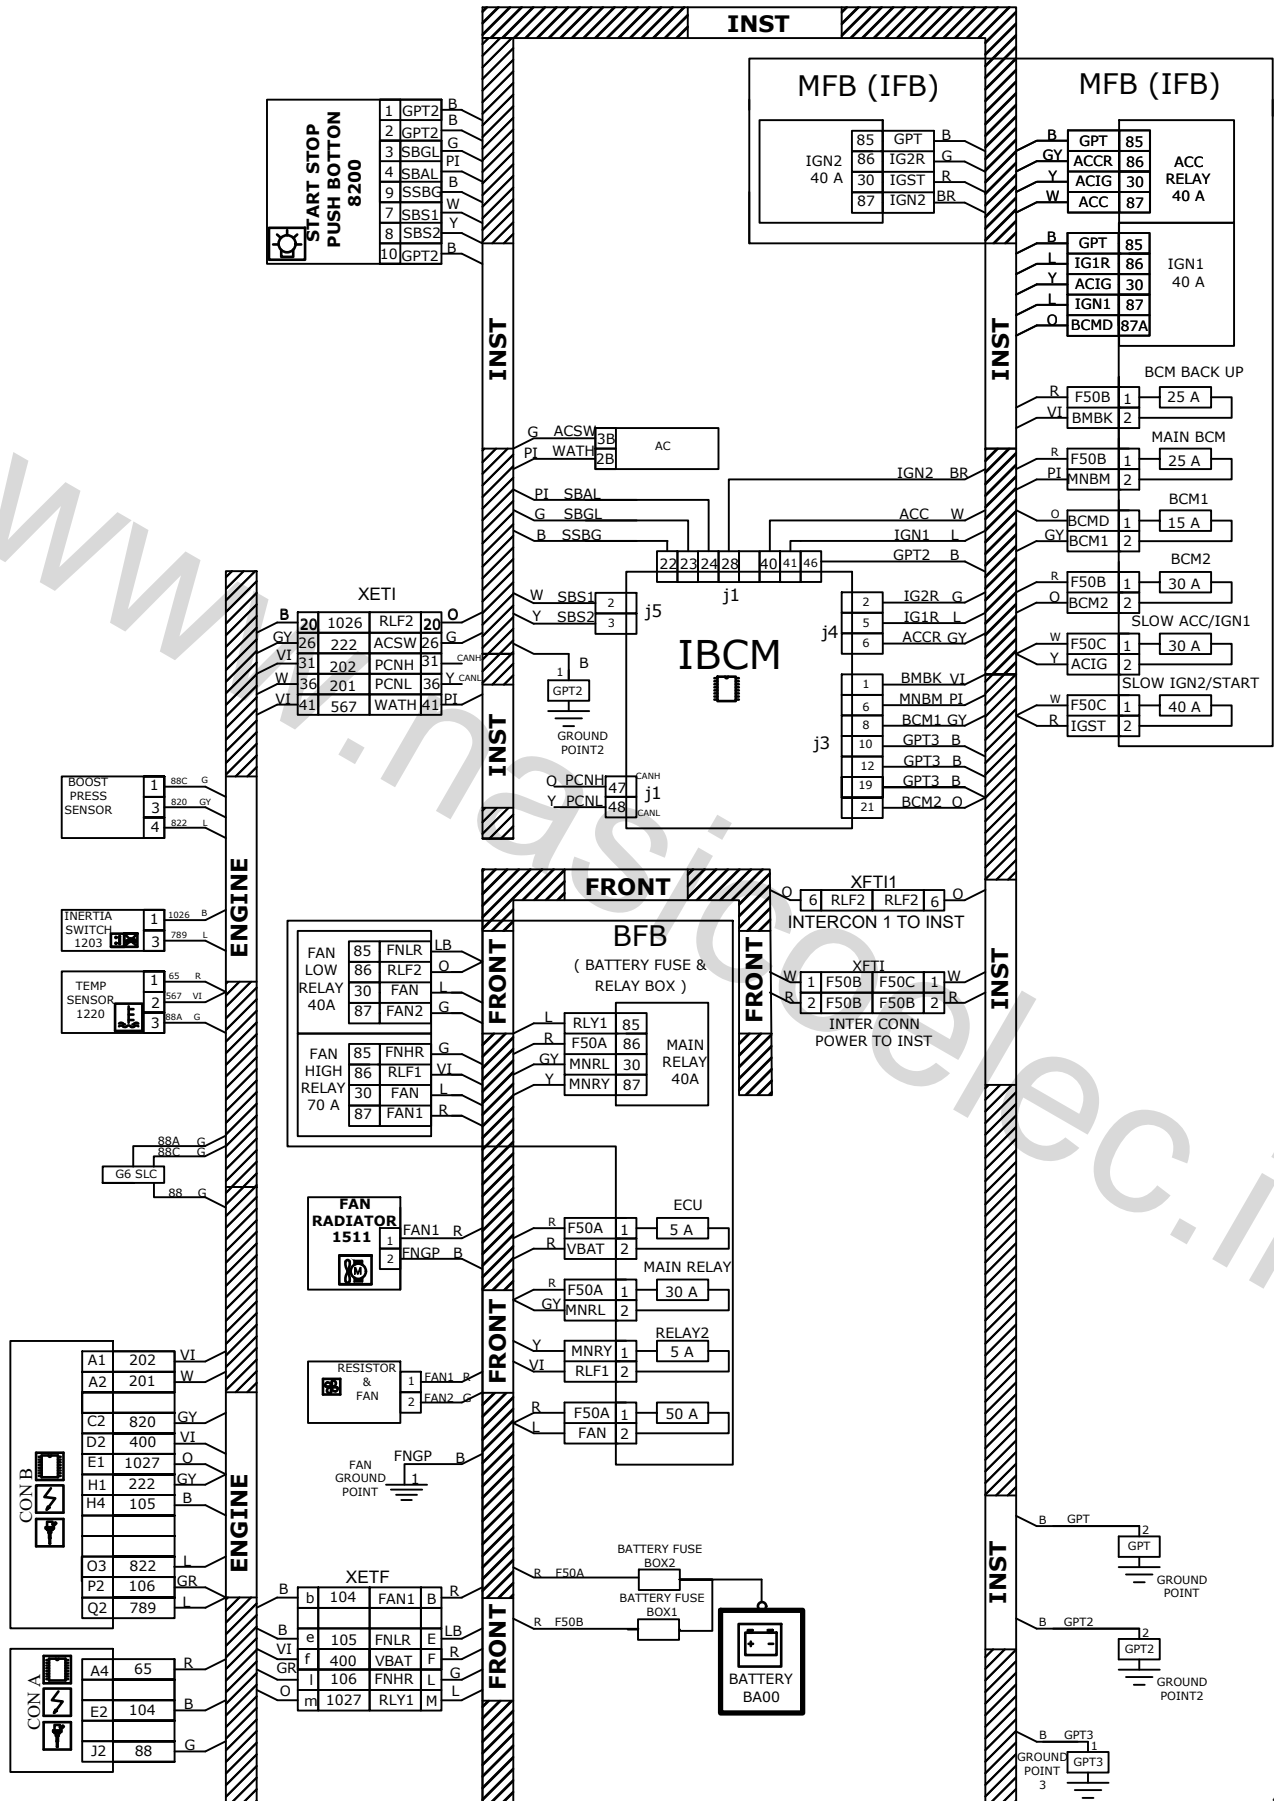 INST
MFB (IFB)
MFB (IFB)
START STOP
PUSH BOTTON
8200
1 GPT2 B
2 GPT2 B
3 SBGL G
4 SBAL PI
9 SSBG B
7 SBS1 W
8 SBS2 Y
10 GPT2 B
IGN2
40 A
85 GPT B
86 IG2R G
30 IGST R
87 IGN2 BR
B GPT 85
GY ACCR 86
Y ACIG 30
W ACC 87
ACC
RELAY
40 A
B GPT 85
L IG1R 86
Y ACIG 30
L IGN1 87
O BCMD 87A
IGN1
40 A
INST
INST
BCM BACK UP
R F50B 1 25 A
VI BMBK 2
MAIN BCM
R F50B 1 25 A
PI MNBM 2
BCM1
O BCMD 1 15 A
GY BCM1 2
BCM2
R F50B 1 30 A
O BCM2 2
SLOW ACC/IGN1
W F50C 1 30 A
Y ACIG 2
SLOW IGN2/START
W F50C 1 40 A
R IGST 2
G ACSW 3B
PI WATH 2B
AC
PI SBAL
G SBGL
B SSBG
IGN2 BR
ACC W
IGN1 L
GPT2 B
22 23 24 28 40 41 46
j1
W SBS1 2
Y SBS2 3
j5
IBCM
j4
2 IG2R G
5 IG1R L
6 ACCR GY
j3
1 BMBK VI
6 MNBM PI
8 BCM1 GY
10 GPT3 B
12 GPT3 B
19 GPT3 B
21 BCM2 O
B
1
GPT2
GROUND
POINT2
O PCNH 47 CANH
Y PCNL 48 CANL
j1
XETI
B 20 1026 RLF2 20 O
GY 26 222 ACSW 26 G
VI 31 202 PCNH 31 CANH
W 36 201 PCNL 36 Y CANL
VI 41 567 WATH 41 PI
INST
BOOST
PRESS
SENSOR
1 88C G
3 820 GY
4 822 L
ENGINE
INERTIA
SWITCH
1203
1 1026 B
3 789 L
TEMP
SENSOR
1220
1 65 R
2 567 VI
3 88A G
88A G
88C G
G6 SLC
88 G
FRONT
FRONT
FRONT
BFB
( BATTERY FUSE &
RELAY BOX )
FAN
LOW
RELAY
40A
85 FNLR LB
86 RLF2 O
30 FAN L
87 FAN2 G
FAN
HIGH
RELAY
70 A
85 FNHR G
86 RLF1 VI
30 FAN L
87 FAN1 R
L RLY1 85
R F50A 86
GY MNRL 30
Y MNRY 87
MAIN
RELAY
40A
XFTI1
O 6 RLF2 RLF2 6 O
INTERCON 1 TO INST
XFTI
W 1 F50B F50C 1 W
R 2 F50B F50B 2 R
INTER CONN
POWER TO INST
INST
FAN
RADIATOR
1511
1 FAN1 R
2 FNGP B
M
ECU
R F50A 1 5 A
R VBAT 2
MAIN RELAY
R F50A 1 30 A
GY MNRL 2
RELAY2
Y MNRY 1 5 A
VI RLF1 2
R F50A 1 50 A
L FAN 2
FRONT
RESISTOR
&
FAN
1 FAN1 R
2 FAN2 G
FNGP B
FAN
GROUND
POINT
1
CON B
A1 202 VI
A2 201 W
C2 820 GY
D2 400 VI
E1 1027 O
H1 222 GY
H4 105 B
O3 822 L
P2 106 GR
Q2 789 L
ENGINE
CON A
A4 65 R
E2 104 B
J2 88 G
XETF
B b 104 FAN1 B R
B e 105 FNLR E LB
VI f 400 VBAT F R
GR l 106 FNHR L G
O m 1027 RLY1 M L
FRONT
R F50A
BATTERY FUSE
BOX2
BATTERY FUSE
BOX1
R F50B
+ -
BATTERY
BA00
INST
B GPT
2
GPT
GROUND
POINT
B GPT2
2
GPT2
GROUND
POINT2
B GPT3
1
GPT3
GROUND
POINT
3